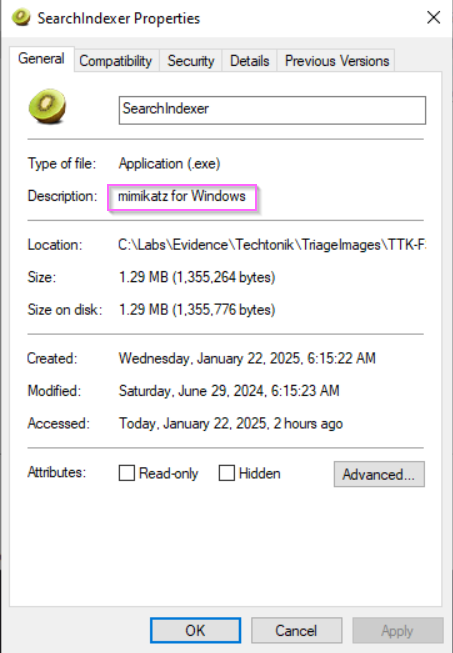 SearchIndexer Properties
General Compatibility Security Details Previous Versions
SearchIndexer
Type of file: Application (.exe)
Description: mimikatz for Windows
Location: C:\Labs\Evidence\Techtonik\TriageImages\TTK-F
Size: 1.29 MB (1,355,264 bytes)
Size on disk: 1.29 MB (1,355,776 bytes)
Created: Wednesday, January 22, 2025, 6:15:22 AM
Modified: Saturday, June 29, 2024, 6:15:23 AM
Accessed: Today, January 22, 2025, 2 hours ago
Attributes: Read-only Hidden Advanced...
OK Cancel Apply